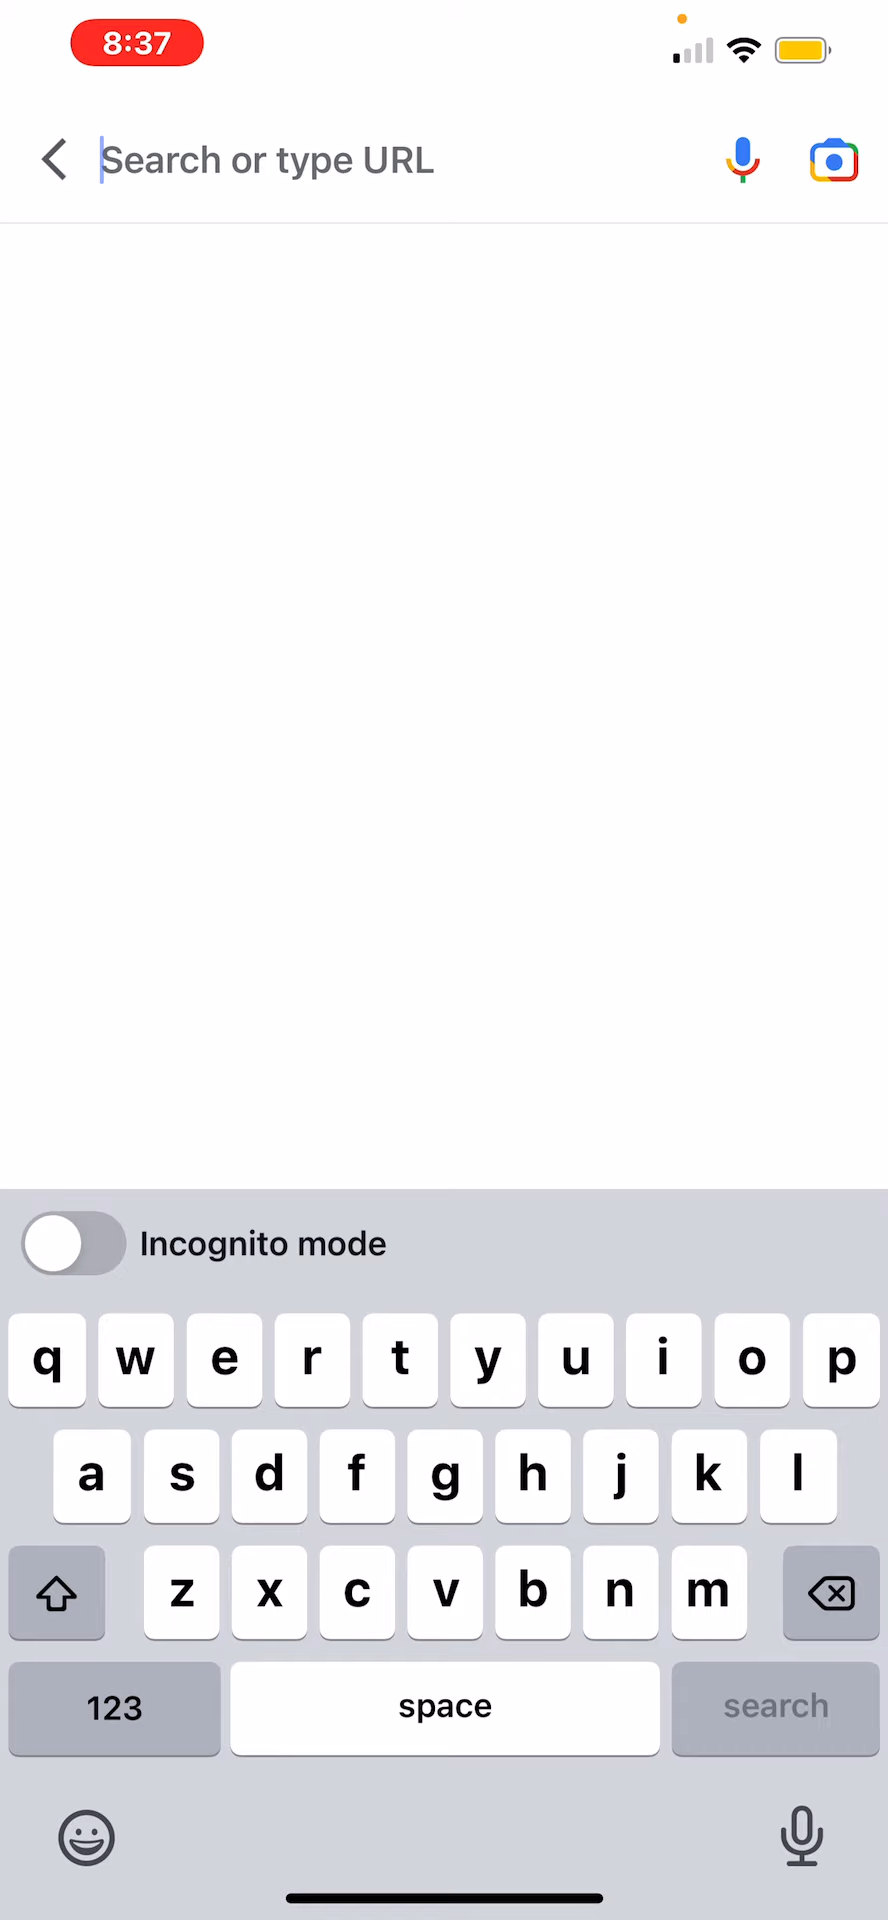 8:37
Search or type URL
Incognito mode
q w e r t y u i o p
a s d f g h j k l
z x c v b n m
123 space search